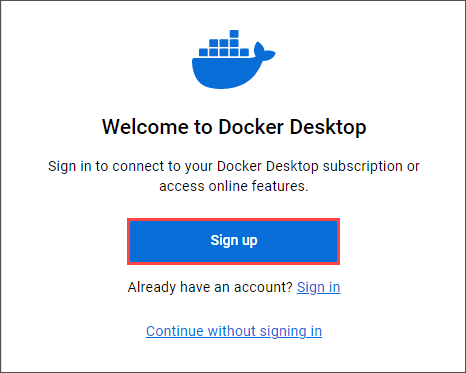 Welcome to Docker Desktop
Sign in to connect to your Docker Desktop subscription or
access online features.
Sign up
Already have an account? Sign in
Continue without signing in